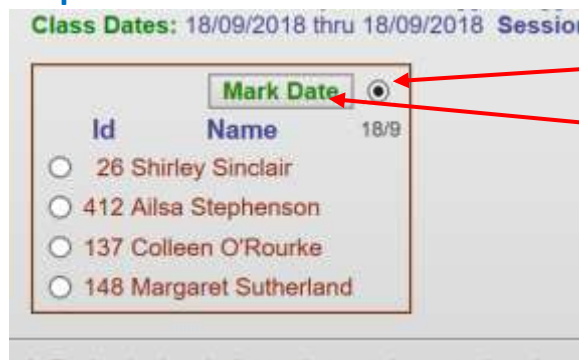 Class Dates: 18/09/2018 thru 18/09/2018 Session
Mark Date
Id Name 18/9
26 Shirley Sinclair
412 Ailsa Stephenson
137 Colleen O'Rourke
148 Margaret Sutherland